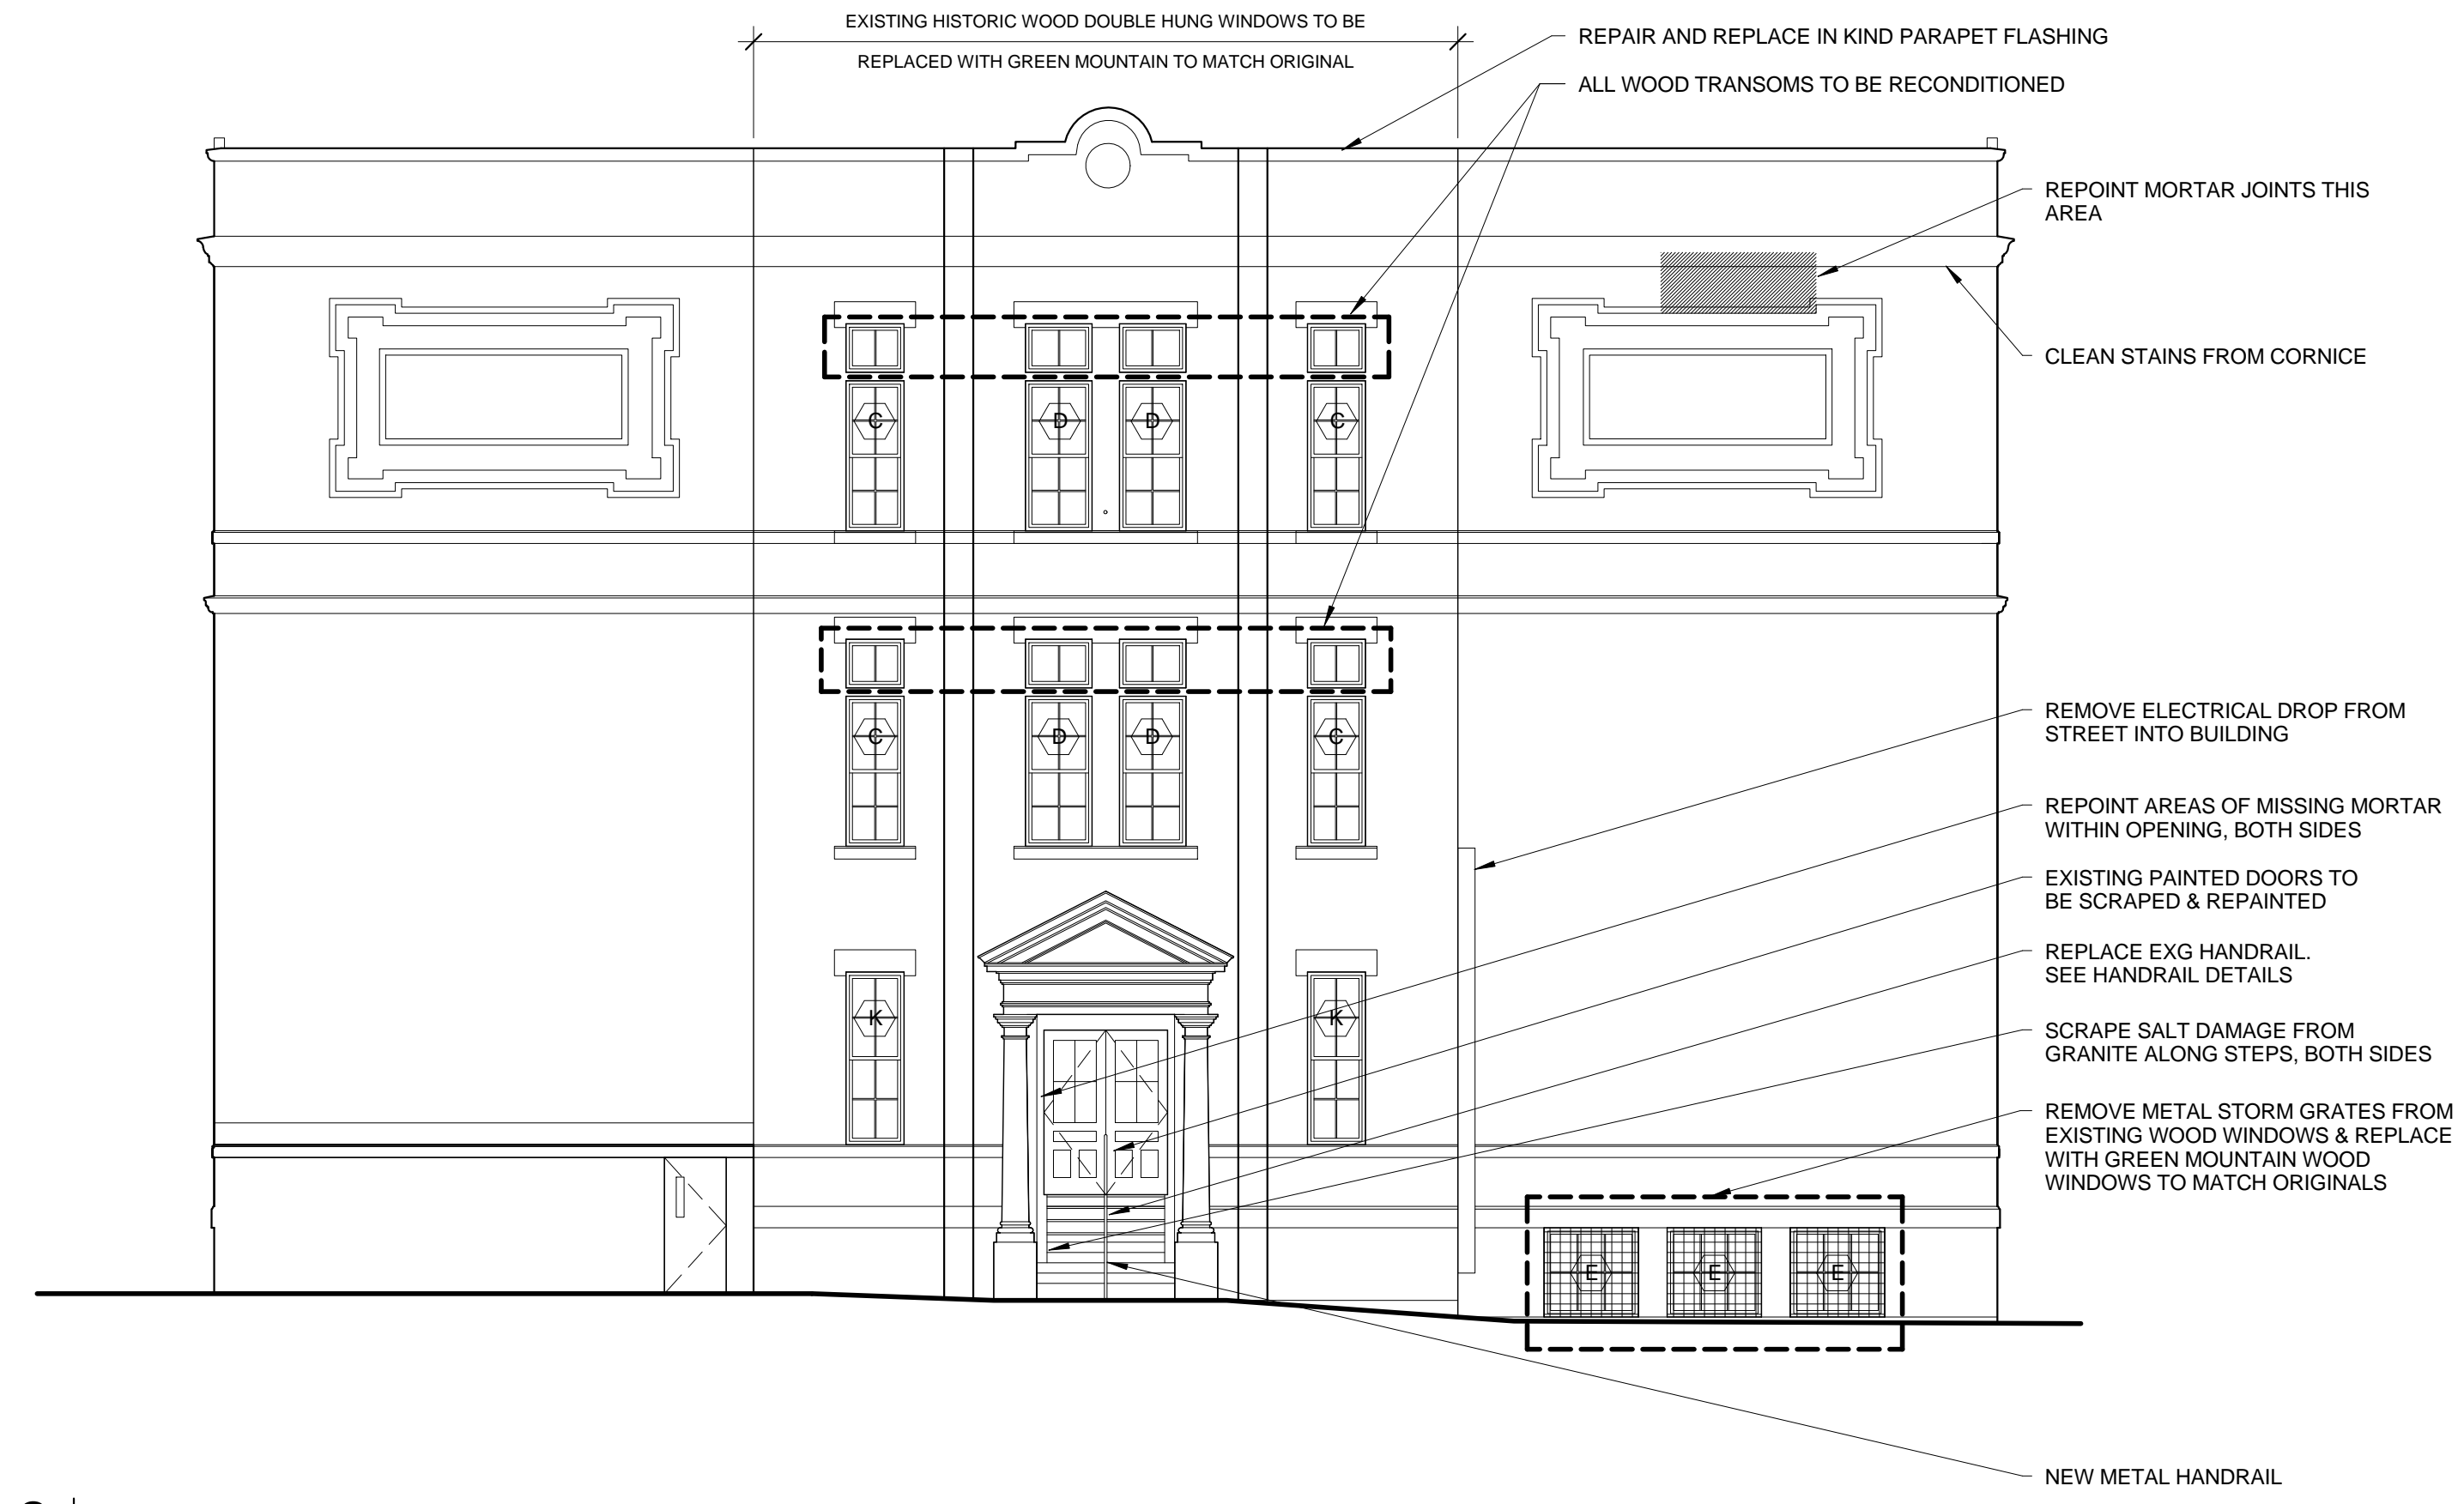 EXISTING HISTORIC WOOD DOUBLE HUNG WINDOWS TO BE
REPLACED WITH GREEN MOUNTAIN TO MATCH ORIGINAL
REPAIR AND REPLACE IN KIND PARAPET FLASHING
ALL WOOD TRANSOMS TO BE RECONDITIONED
REPOINT MORTAR JOINTS THIS
AREA
CLEAN STAINS FROM CORNICE
C D D C
C D D C
REMOVE ELECTRICAL DROP FROM
STREET INTO BUILDING
REPOINT AREAS OF MISSING MORTAR
WITHIN OPENING, BOTH SIDES
EXISTING PAINTED DOORS TO
BE SCRAPED & REPAINTED
REPLACE EXG HANDRAIL.
SEE HANDRAIL DETAILS
K K
SCRAPE SALT DAMAGE FROM
GRANITE ALONG STEPS, BOTH SIDES
REMOVE METAL STORM GRATES FROM
EXISTING WOOD WINDOWS & REPLACE
WITH GREEN MOUNTAIN WOOD
WINDOWS TO MATCH ORIGINALS
E E E
NEW METAL HANDRAIL